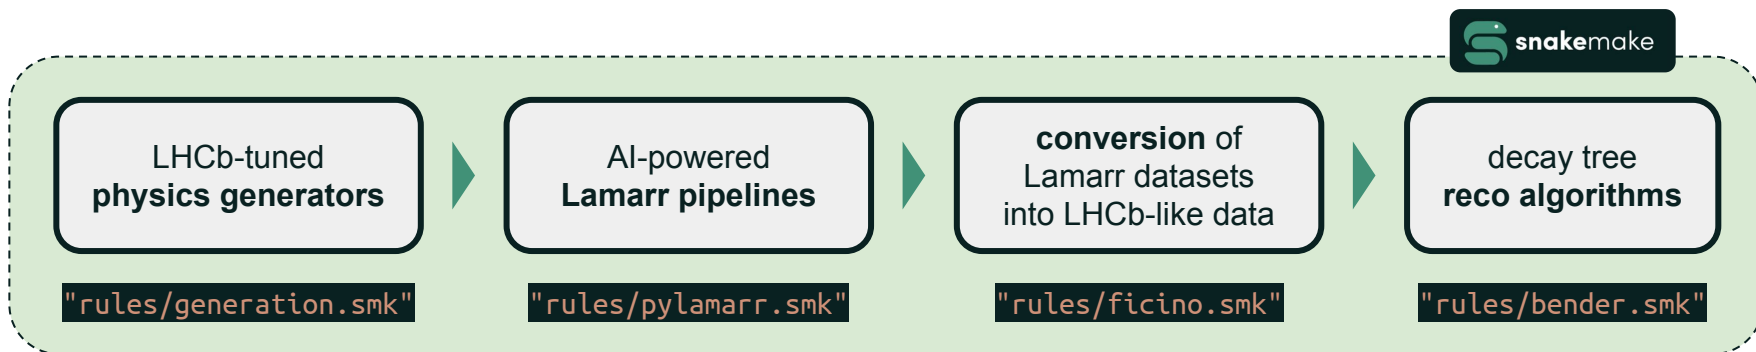 snakemake
LHCb-tuned
physics generators
AI-powered
Lamarr pipelines
conversion of
Lamarr datasets
into LHCb-like data
decay tree
reco algorithms
"rules/generation.smk"
"rules/pylamarr.smk"
"rules/ficino.smk"
"rules/bender.smk"